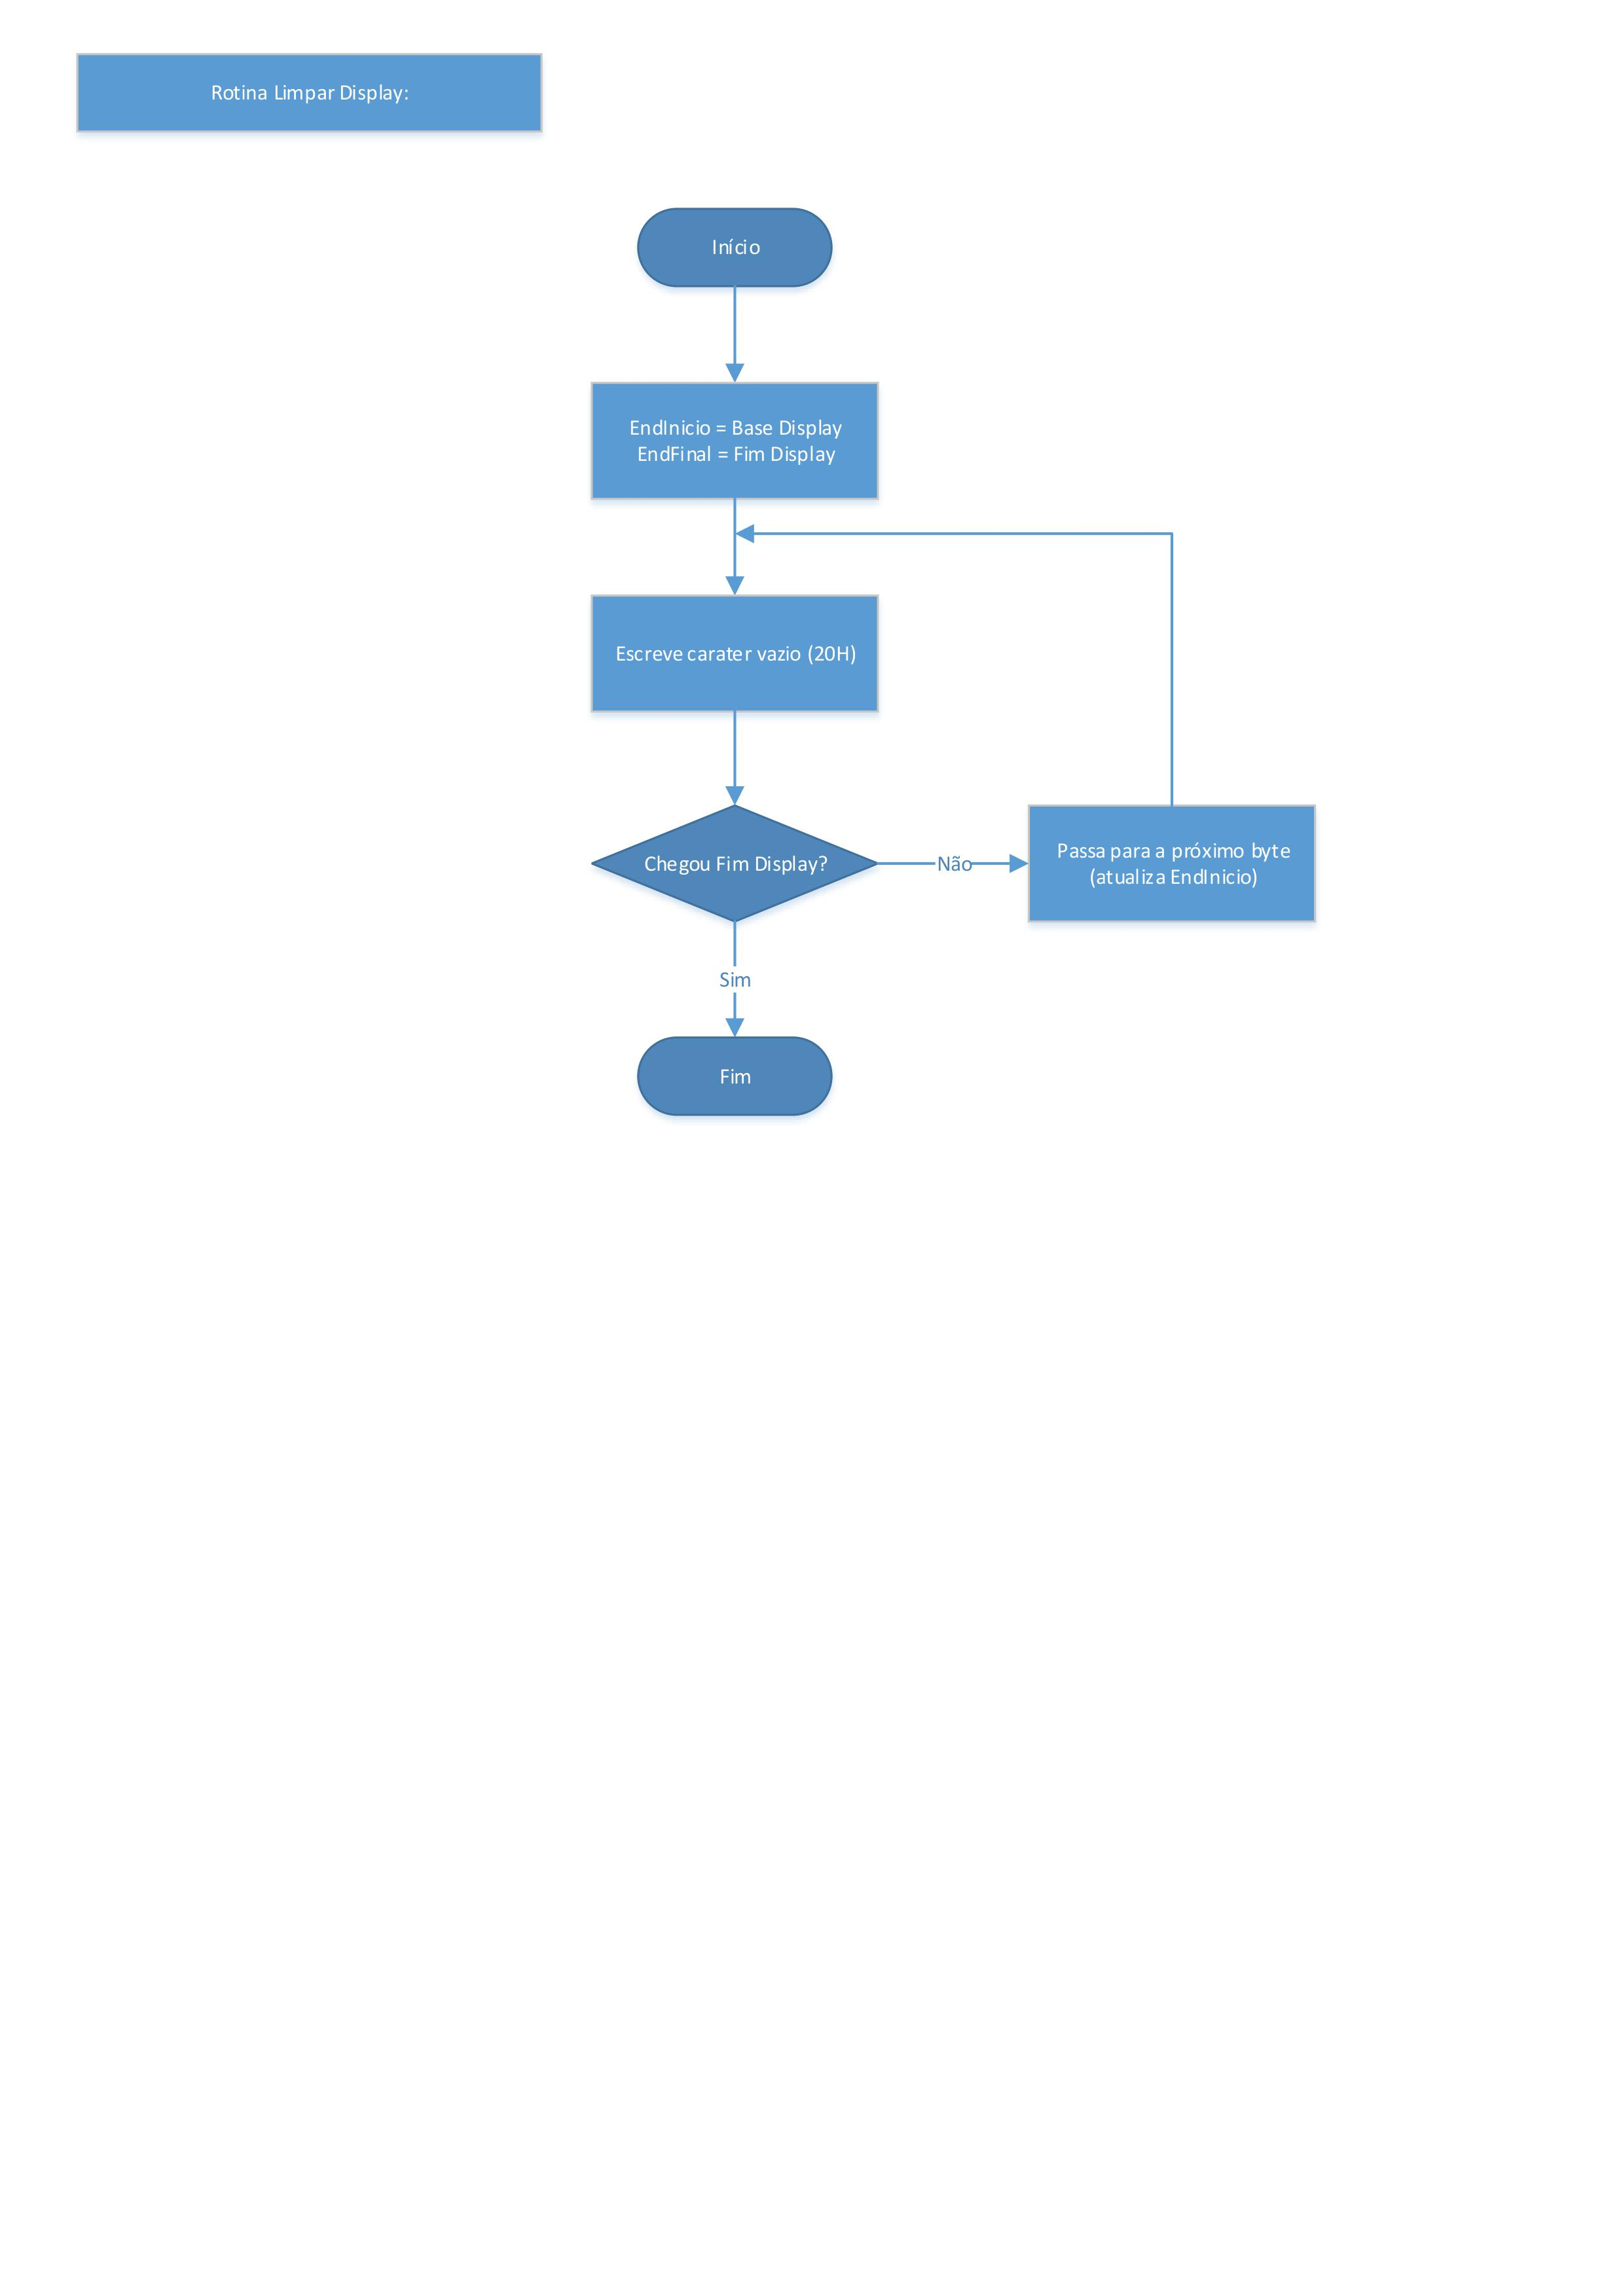 Rotina Limpar Display:
Início
EndInicio = Base Display
EndFinal = Fim Display
Escreve carater vazio (20H)
Chegou Fim Display?
Não
Passa para a próximo byte
(atualiza EndInicio)
Sim
Fim